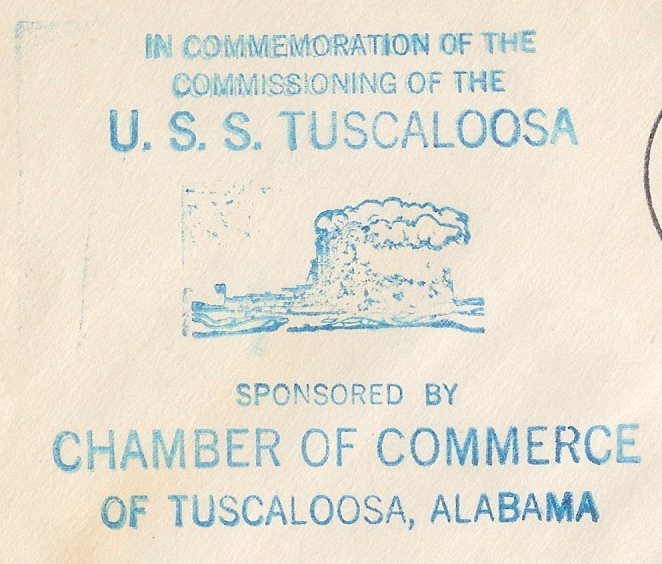 IN COMMEMORATION OF THE
COMMISSIONING OF THE
U. S. S. TUSCALOOSA
SPONSORED BY
CHAMBER OF COMMERCE
OF TUSCALOOSA, ALABAMA